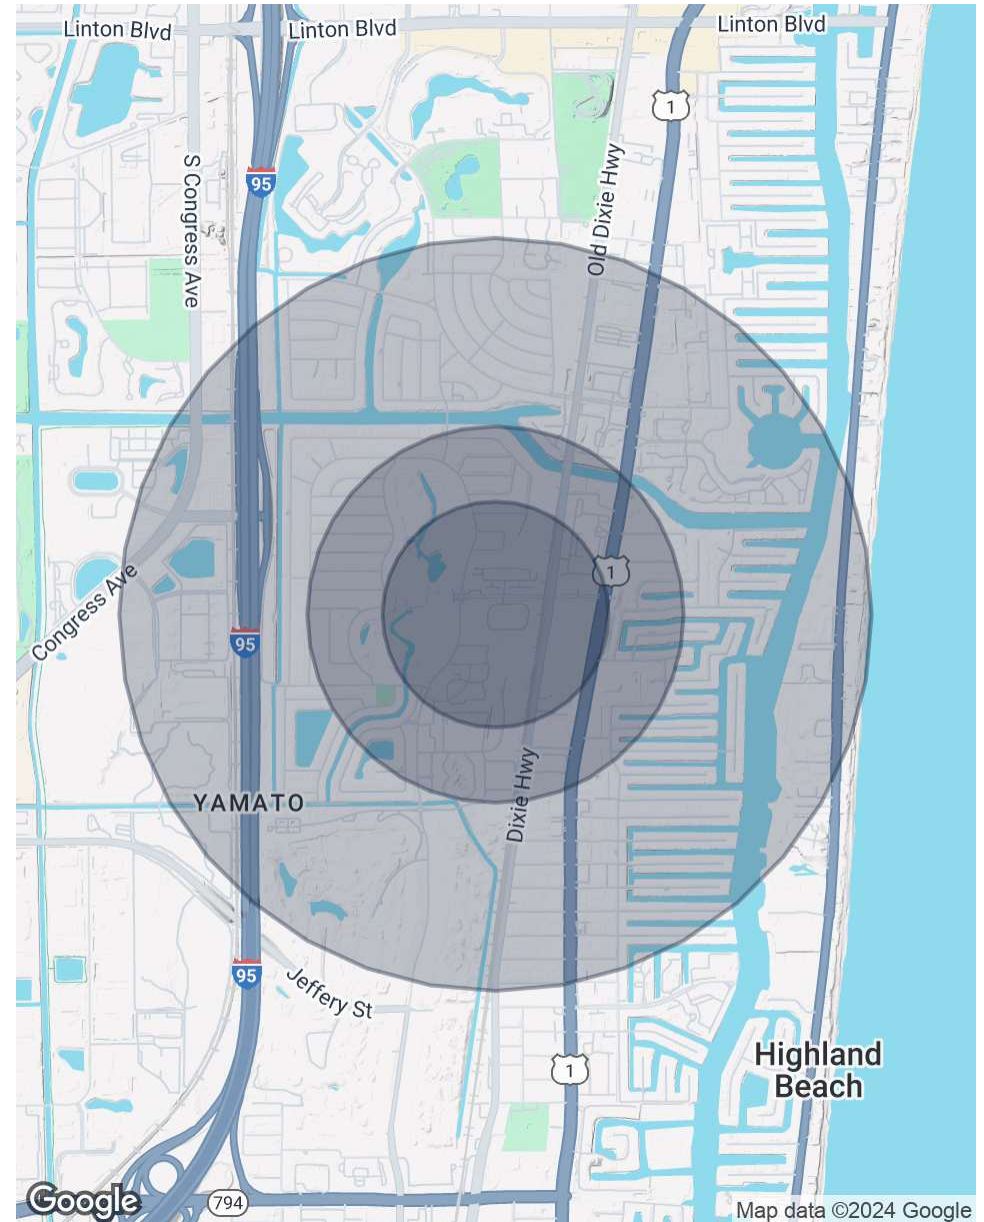 Linton Blvd
Linton Blvd
Linton Blvd
1
S Congress Ave
95
Old Dixie Hwy
1
Congress Ave
95
Dixie Hwy
YAMATO
95
Jeffery St
1
Highland
Beach
Google
794
Map data ©2024 Google